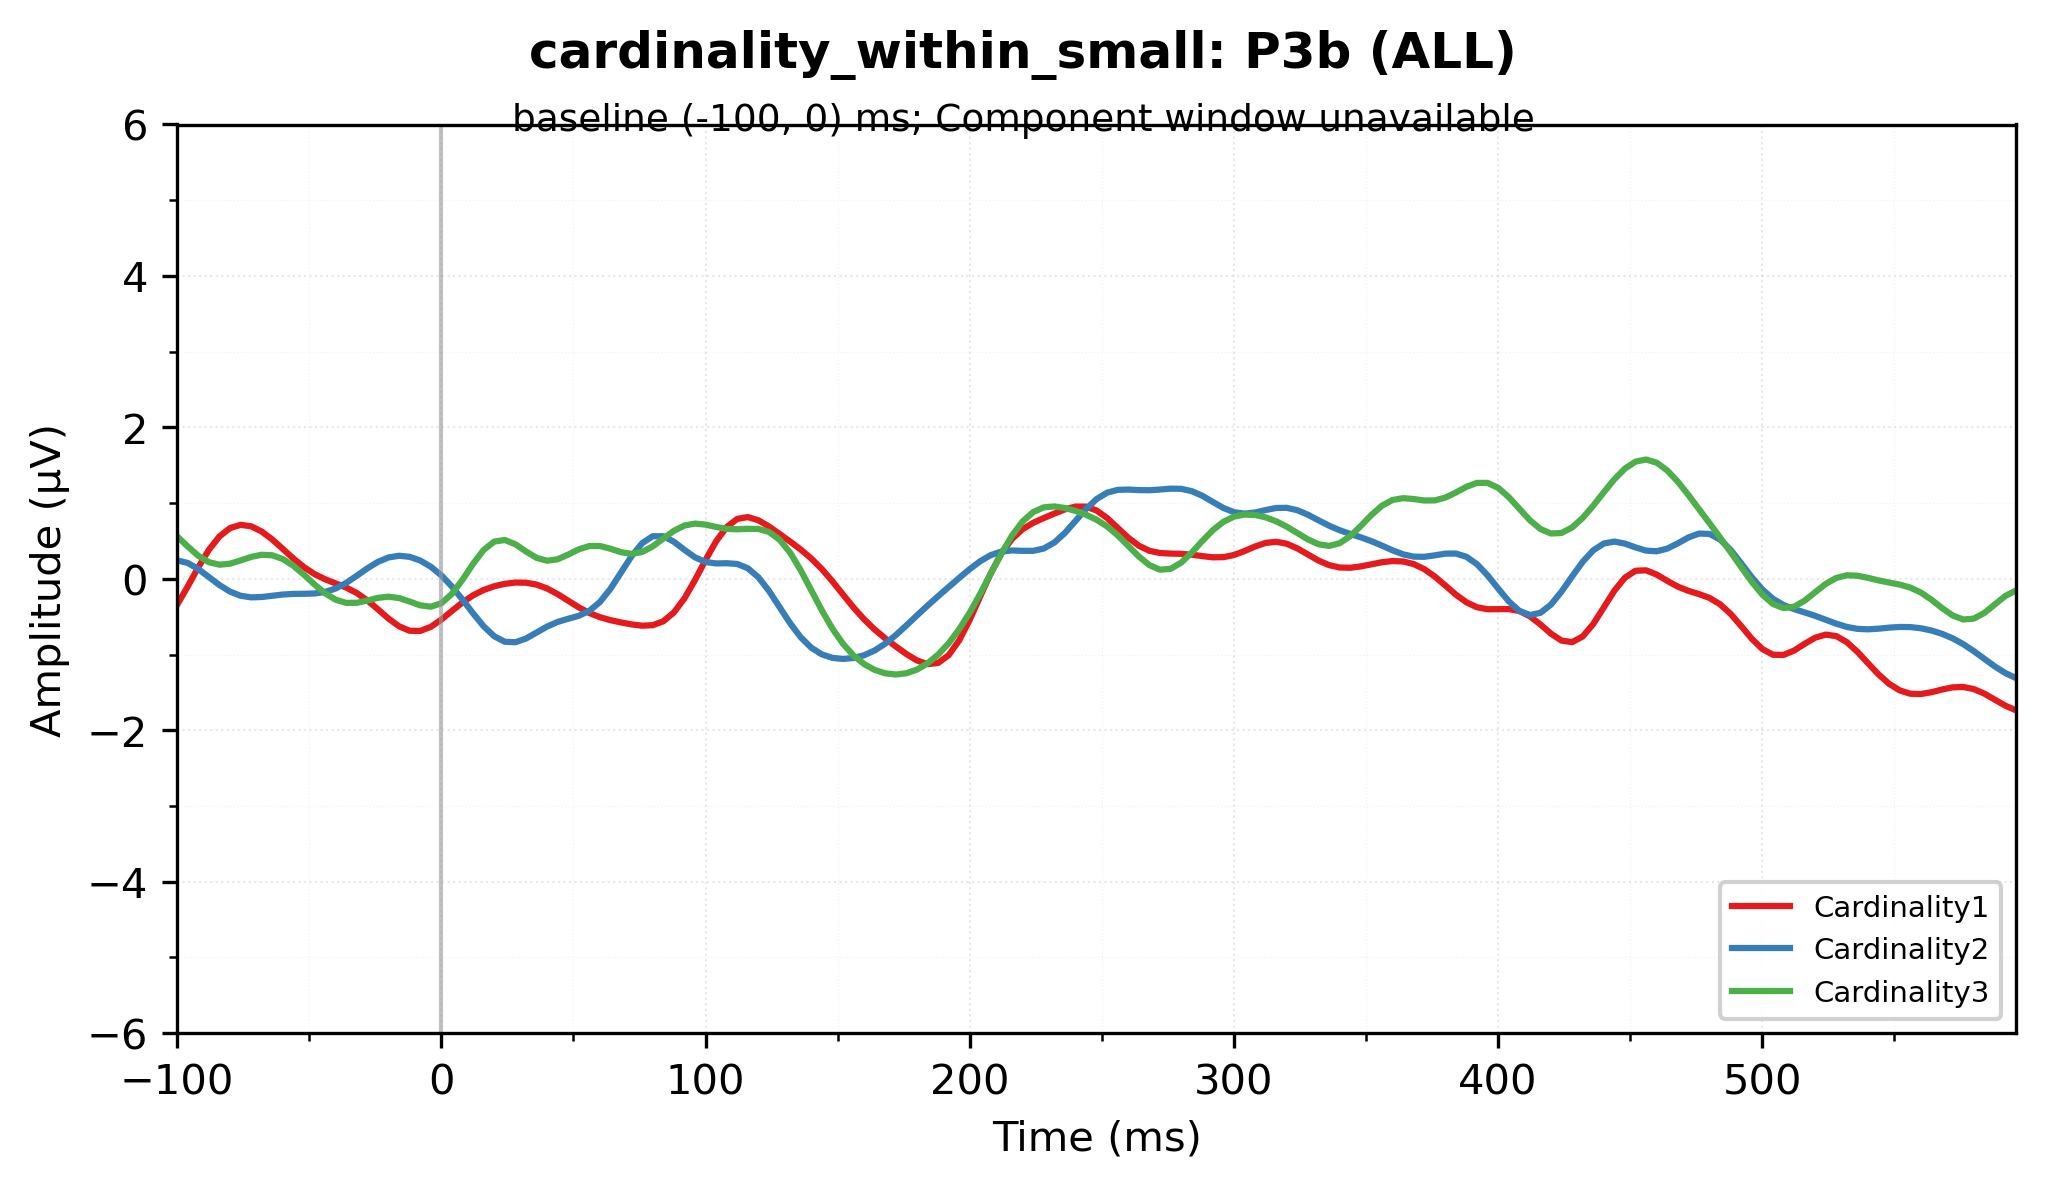 cardinality_within_small: P3b (ALL)
baseline (-100, 0) ms; Component window unavailable
6
4
2
0
−2
−4
−6
Amplitude (µV)
−100
0
100
200
300
400
500
Time (ms)
Cardinality1
Cardinality2
Cardinality3